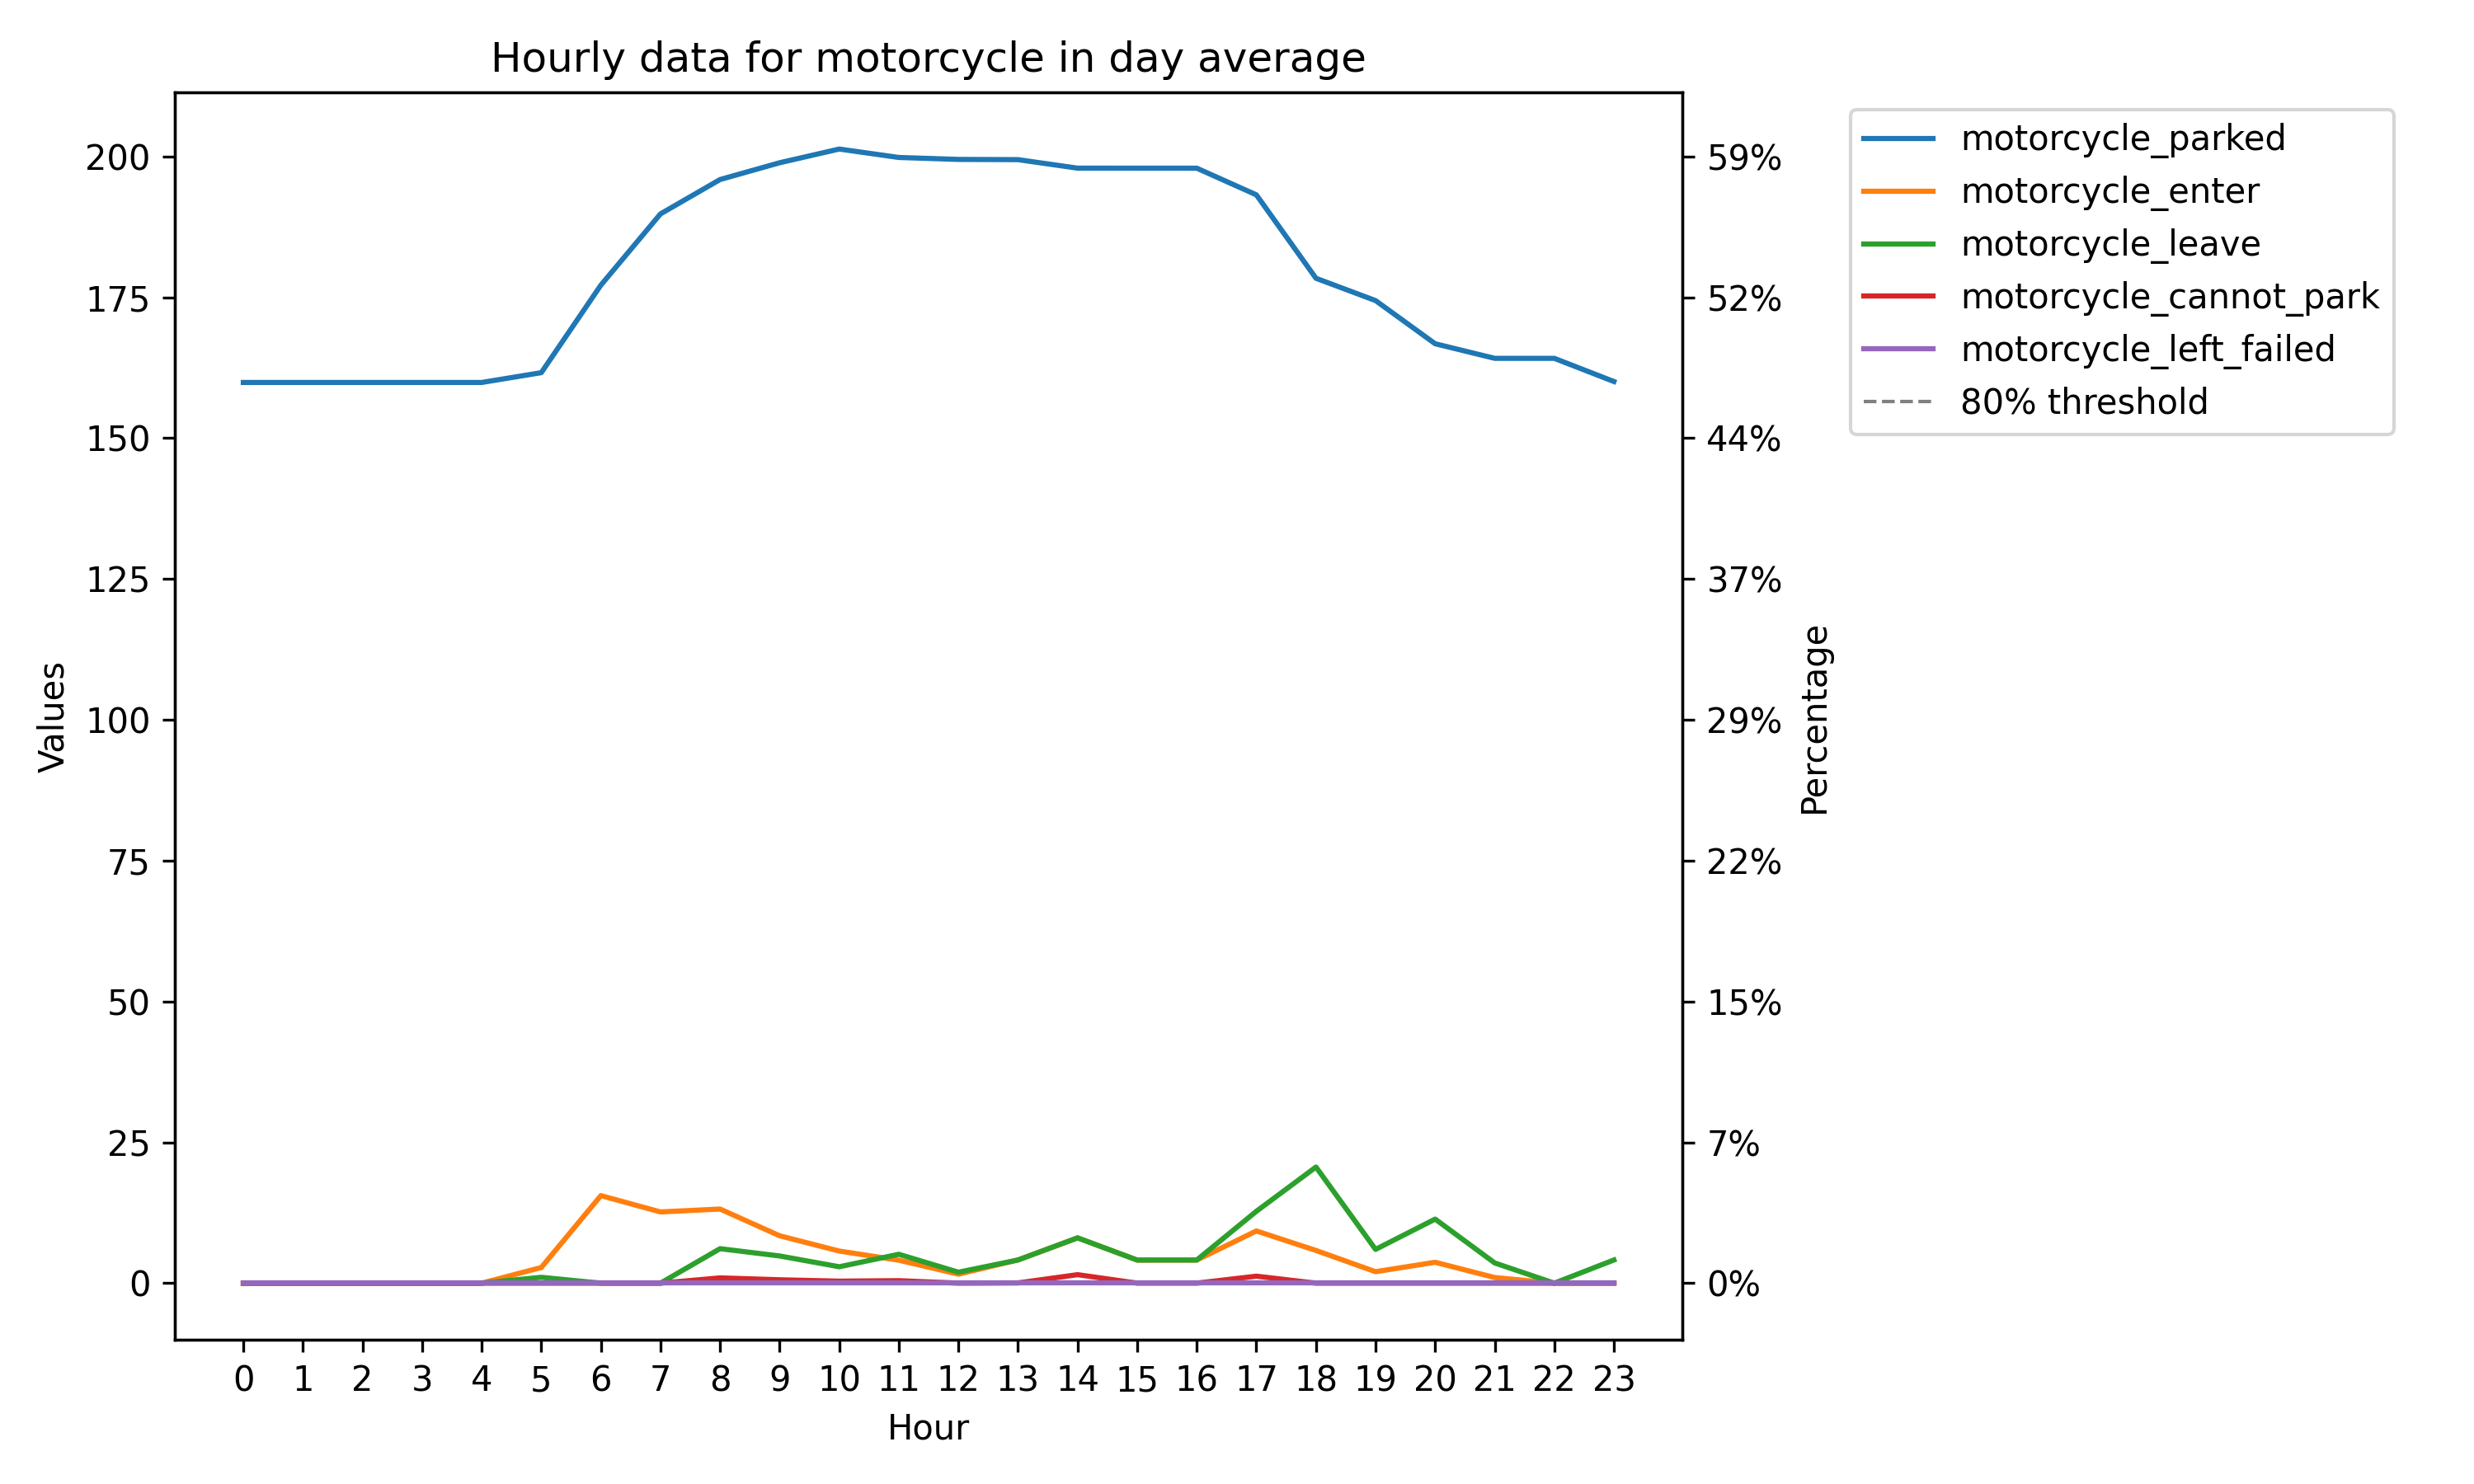 Hourly data for motorcycle in day average
200
175
150
125
100
75
50
25
0
Values
59%
52%
44%
37%
29%
22%
15%
7%
0%
Percentage
0 1 2 3 4 5 6 7 8 9 10 11 12 13 14 15 16 17 18 19 20 21 22 23
Hour
motorcycle_parked
motorcycle_enter
motorcycle_leave
motorcycle_cannot_park
motorcycle_left_failed
80% threshold